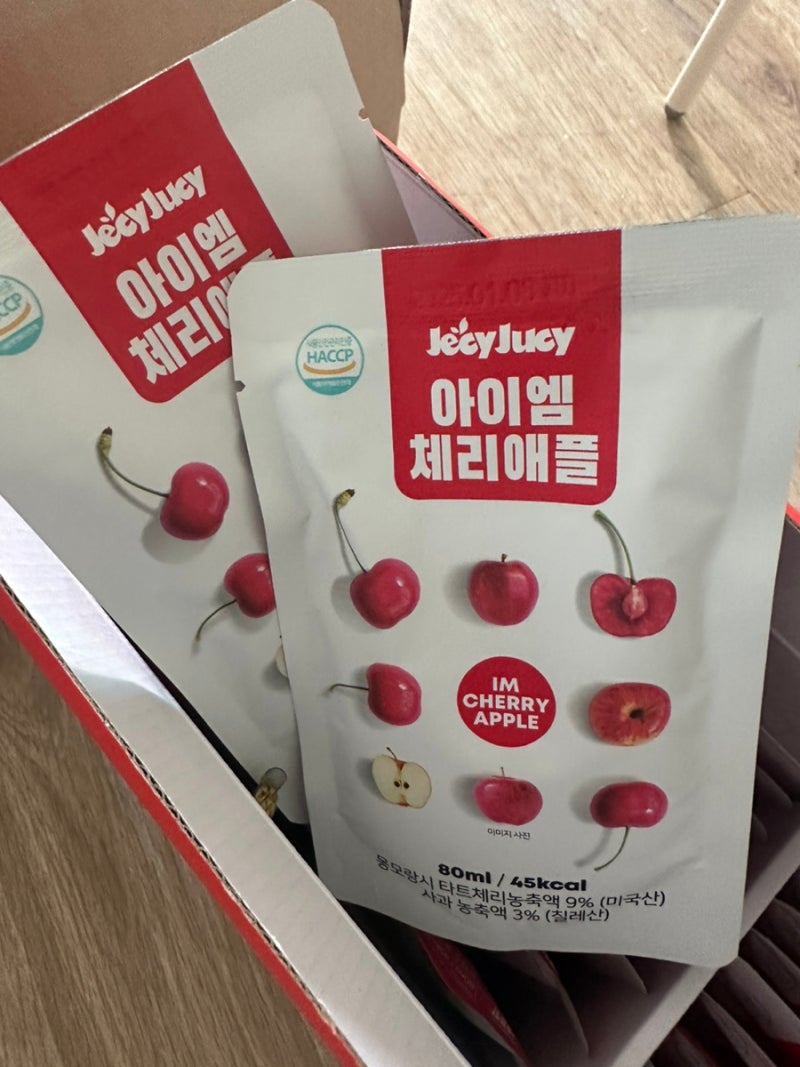 JecyJucy
아이엠
체리애플
JecyJucy
아이엠
체리애플
HACCP
IM
CHERRY
APPLE
이미지 사진
80ml / 45kcal
몽모랑시 타트체리농축액 9% (미국산)
사과 농축액 3% (칠레산)